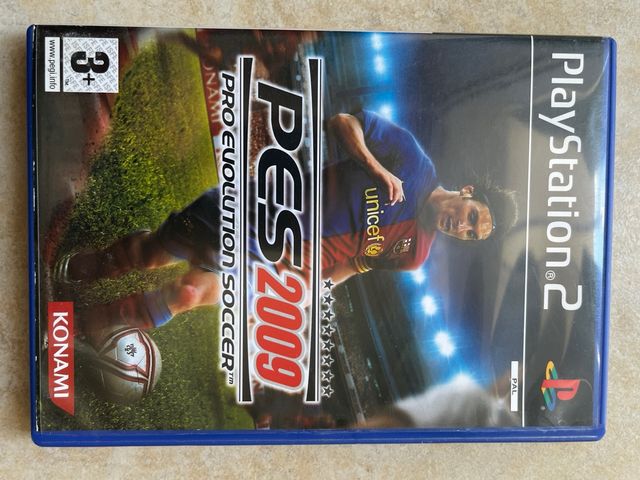 PlayStation®2
PAL
PES 2009
PRO EVOLUTION SOCCER™
unicef
3+
www.pegi.info
KONAMI